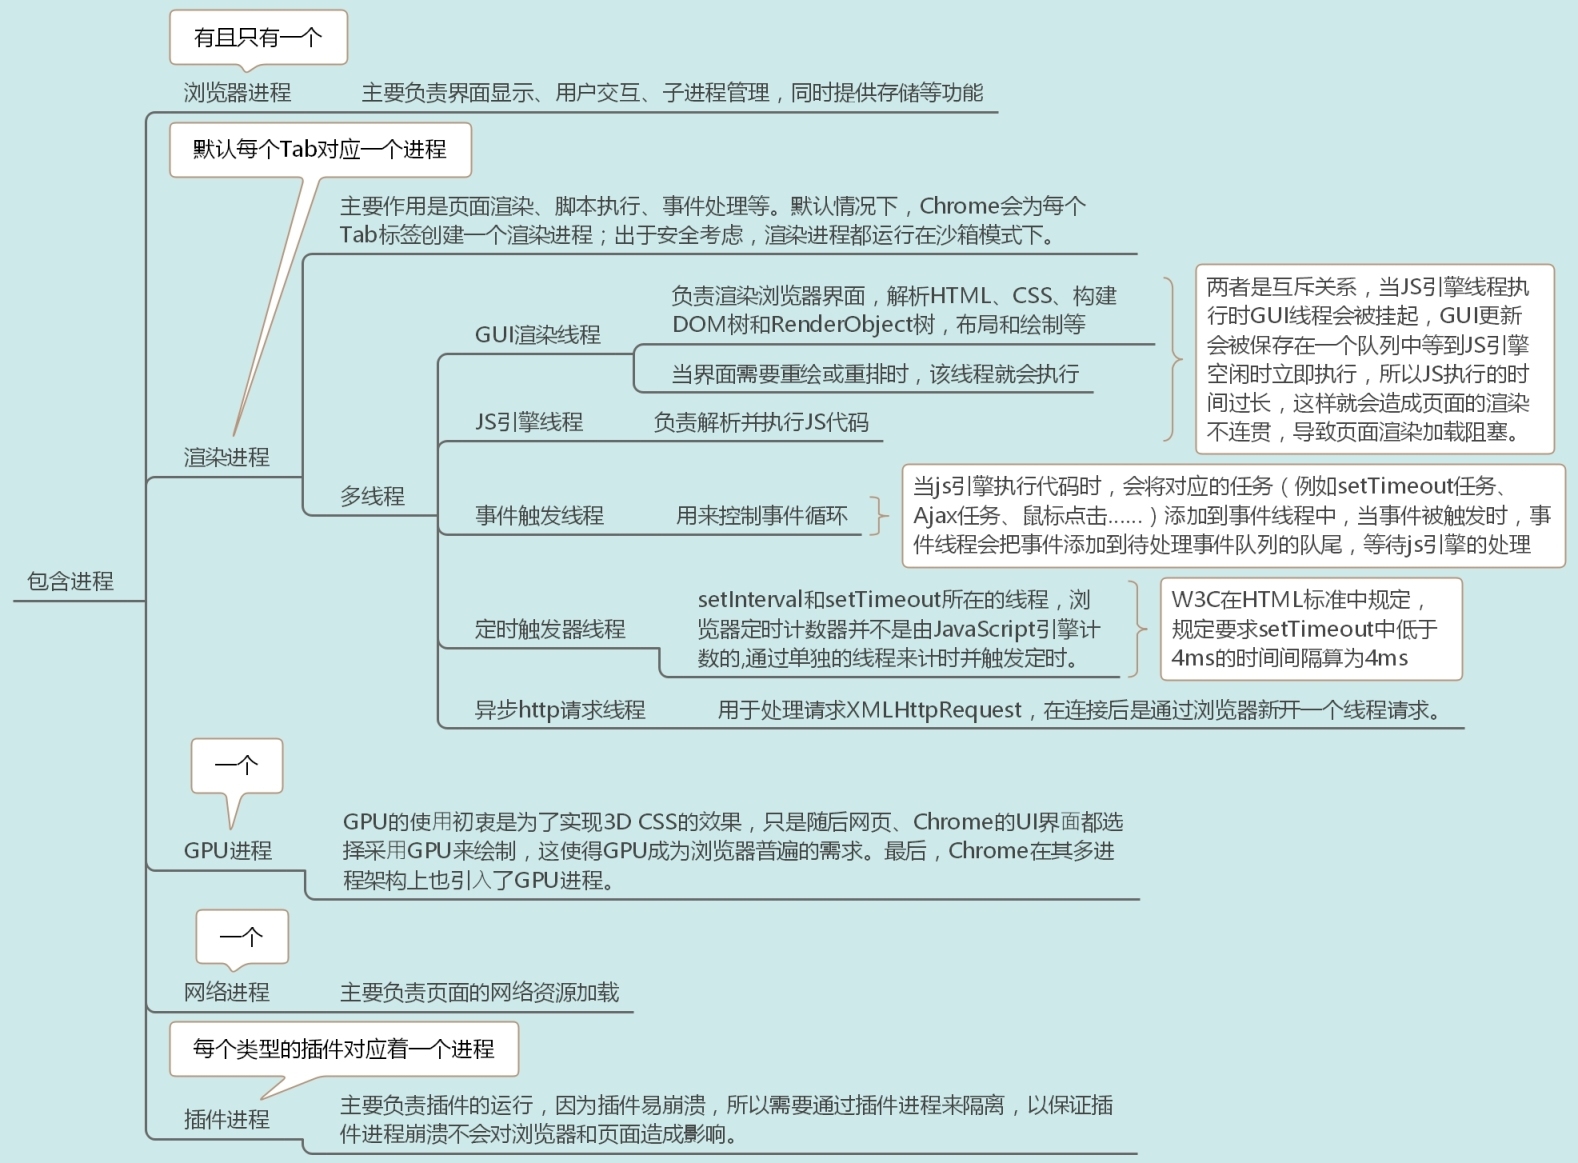 有且只有一个
浏览器进程
主要负责界面显示、用户交互、子进程管理，同时提供存储等功能
默认每个Tab对应一个进程
主要作用是页面渲染、脚本执行、事件处理等。默认情况下，Chrome会为每个
Tab标签创建一个渲染进程；出于安全考虑，渲染进程都运行在沙箱模式下。
渲染进程
多线程
GUI渲染线程
负责渲染浏览器界面，解析HTML、CSS、构建
DOM树和RenderObject树，布局和绘制等
当界面需要重绘或重排时，该线程就会执行
JS引擎线程
负责解析并执行JS代码
两者是互斥关系，当JS引擎线程执
行时GUI线程会被挂起，GUI更新
会被保存在一个队列中等到JS引擎
空闲时立即执行，所以JS执行的时
间过长，这样就会造成页面的渲染
不连贯，导致页面渲染加载阻塞。
事件触发线程
用来控制事件循环
当js引擎执行代码时，会将对应的任务（例如setTimeout任务、
Ajax任务、鼠标点击......）添加到事件线程中，当事件被触发时，事
件线程会把事件添加到待处理事件队列的队尾，等待js引擎的处理
包含进程
定时触发器线程
setInterval和setTimeout所在的线程，浏
览器定时计数器并不是由JavaScript引擎计
数的,通过单独的线程来计时并触发定时。
W3C在HTML标准中规定，
规定要求setTimeout中低于
4ms的时间间隔算为4ms
异步http请求线程
用于处理请求XMLHttpRequest，在连接后是通过浏览器新开一个线程请求。
一个
GPU进程
GPU的使用初衷是为了实现3D CSS的效果，只是随后网页、Chrome的UI界面都选
择采用GPU来绘制，这使得GPU成为浏览器普遍的需求。最后，Chrome在其多进
程架构上也引入了GPU进程。
一个
网络进程
主要负责页面的网络资源加载
每个类型的插件对应着一个进程
插件进程
主要负责插件的运行，因为插件易崩溃，所以需要通过插件进程来隔离，以保证插
件进程崩溃不会对浏览器和页面造成影响。